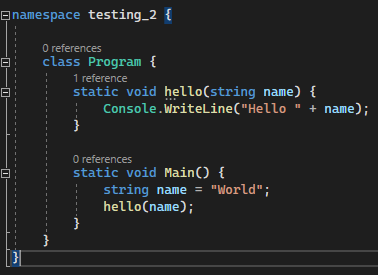 namespace testing_2 {
0 references
class Program {
1 reference
static void hello(string name) {
Console.WriteLine("Hello " + name);
}
0 references
static void Main() {
string name = "World";
hello(name);
}
}
}